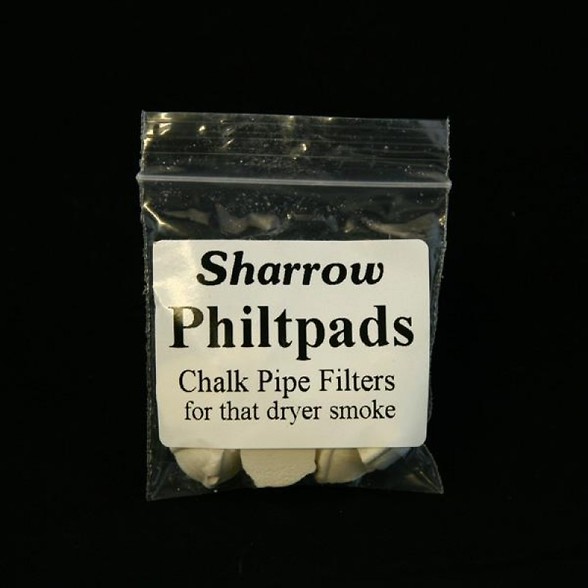 Sharrow
Philtpads
Chalk Pipe Filters
for that dryer smoke